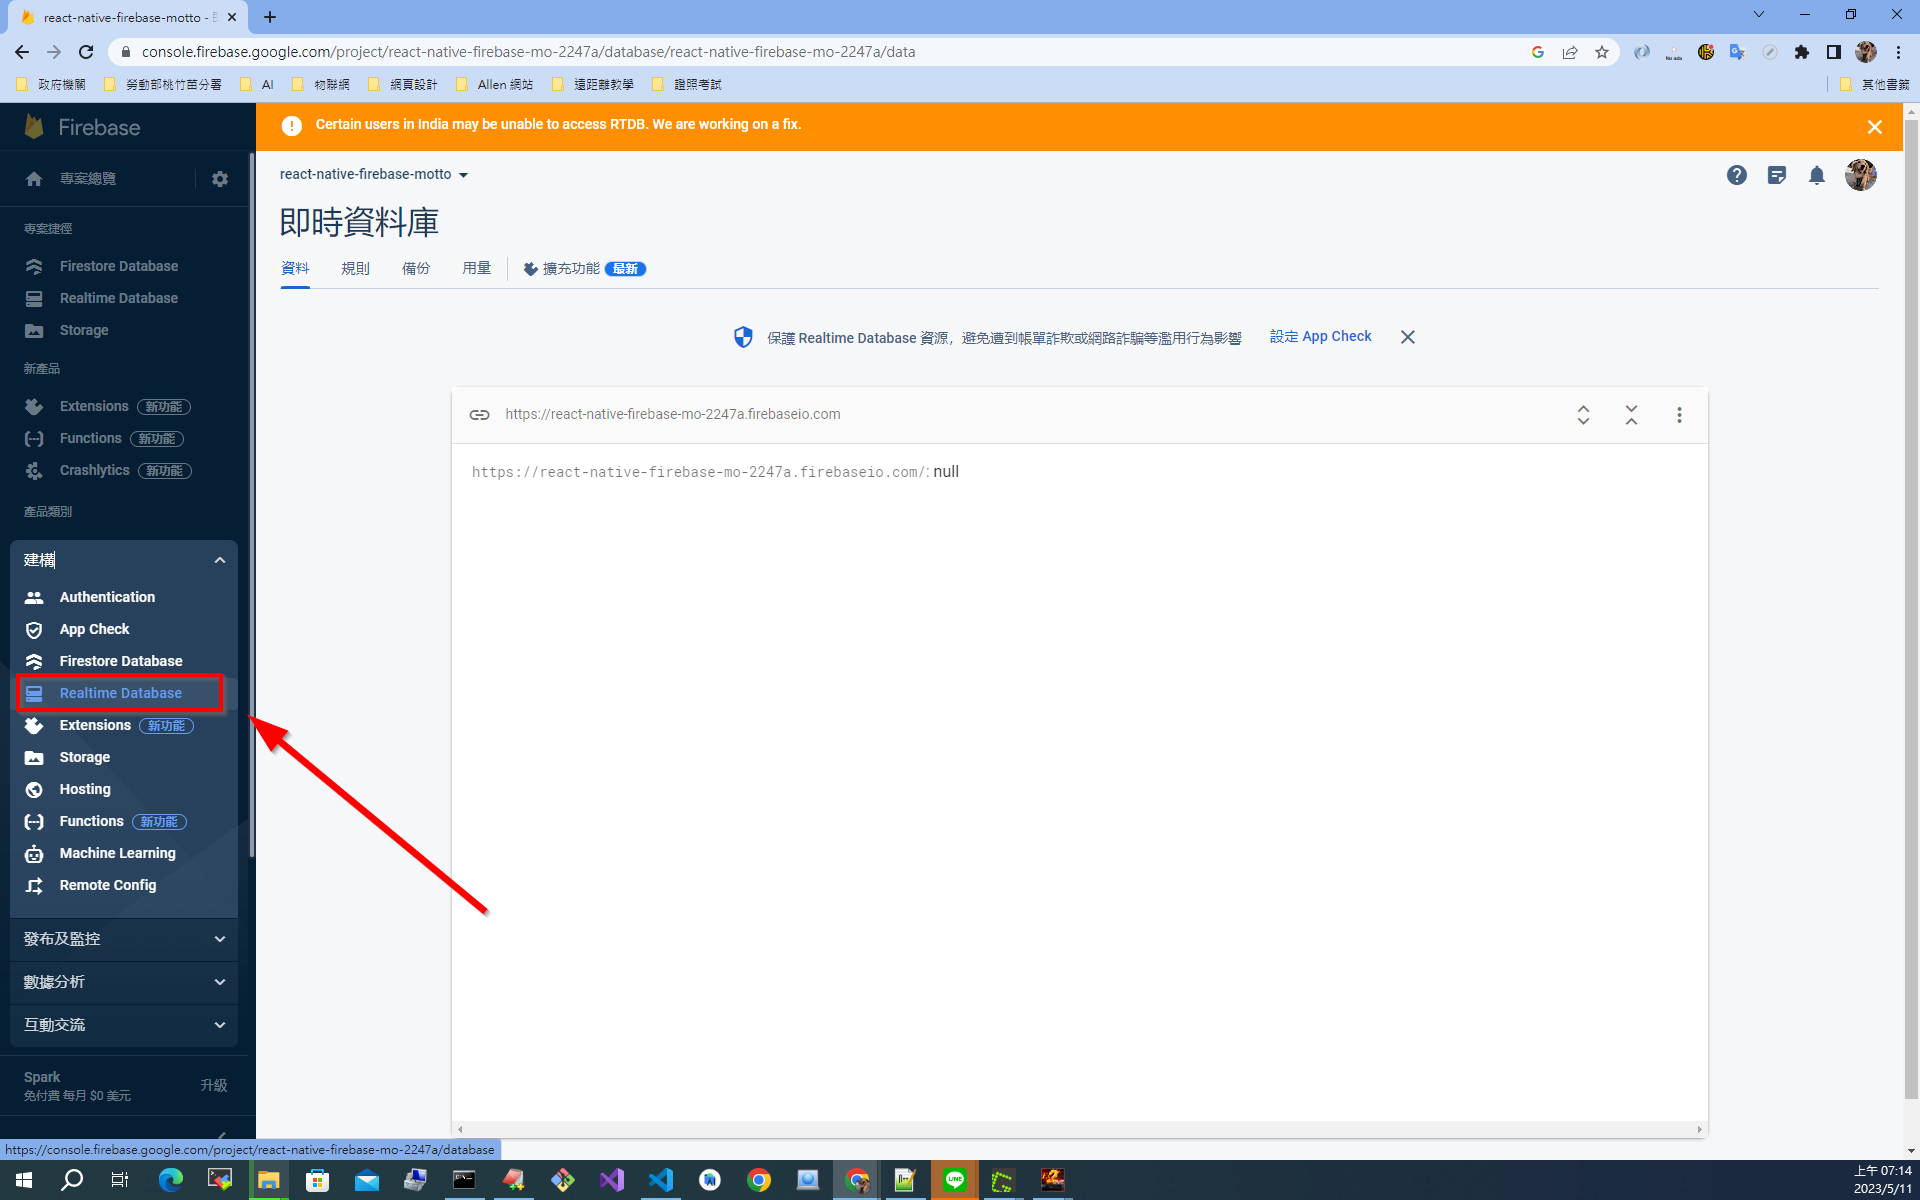 react-native-firebase-motto -
console.firebase.google.com/project/react-native-firebase-mo-2247a/database/react-native-firebase-mo-2247a/data
政府機關
勞動部桃竹苗分署
AI
物聯網
網頁設計
Allen 網站
遠距離教學
證照考試
其他書籤
Firebase
Certain users in India may be unable to access RTDB. We are working on a fix.
專案總覽
react-native-firebase-motto
即時資料庫
資料
規則
備份
用量
擴充功能 最新
專案捷徑
Firestore Database
Realtime Database
Storage
新產品
Extensions 新功能
Functions 新功能
Crashlytics 新功能
產品類別
建構
Authentication
App Check
Firestore Database
Realtime Database
Extensions 新功能
Storage
Hosting
Functions 新功能
Machine Learning
Remote Config
發布及監控
數據分析
互動交流
Spark
免付費 每月 $0 美元
升級
保護 Realtime Database 資源，避免遭到帳單詐欺或網路詐騙等濫用行為影響
設定 App Check
https://react-native-firebase-mo-2247a.firebaseio.com
https://react-native-firebase-mo-2247a.firebaseio.com/: null
https://console.firebase.google.com/project/react-native-firebase-mo-2247a/database
上午 07:14
2023/5/11